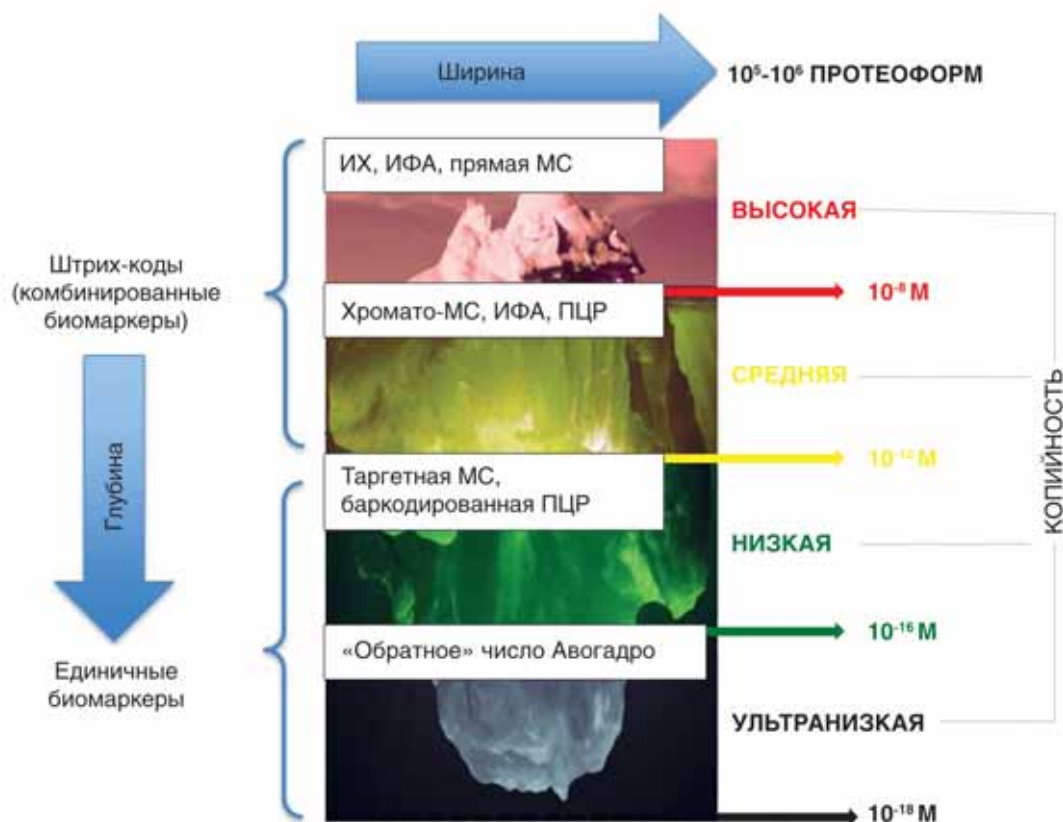 Ширина
10⁵-10⁶ ПРОТЕОФОРМ
ИХ, ИФА, прямая МС
ВЫСОКАЯ
Штрих-коды
(комбинированные
биомаркеры)
10⁻⁸ М
Хромато-МС, ИФА, ПЦР
СРЕДНЯЯ
КОПИЙНОСТЬ
Глубина
10⁻¹² М
Таргетная МС,
баркодированная ПЦР
НИЗКАЯ
10⁻¹⁶ М
«Обратное» число Авогадро
Единичные
биомаркеры
УЛЬТРАНИЗКАЯ
10⁻¹⁸ М